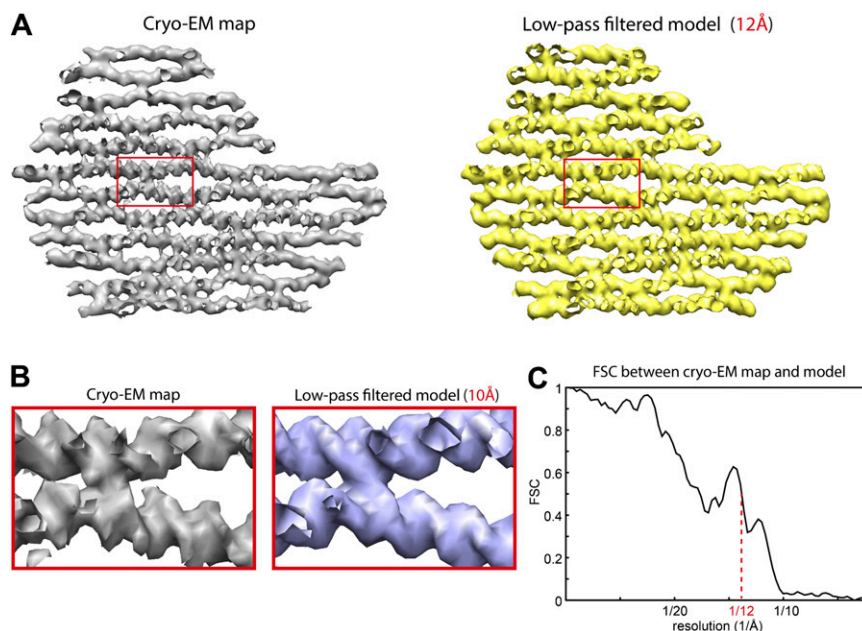 A
Cryo-EM map
Low-pass filtered model (12Å)
B
Cryo-EM map
Low-pass filtered model (10Å)
C
FSC between cryo-EM map and model
FSC
1
0.8
0.6
0.4
0.2
0
1/20
1/12
1/10
resolution (1/Å)